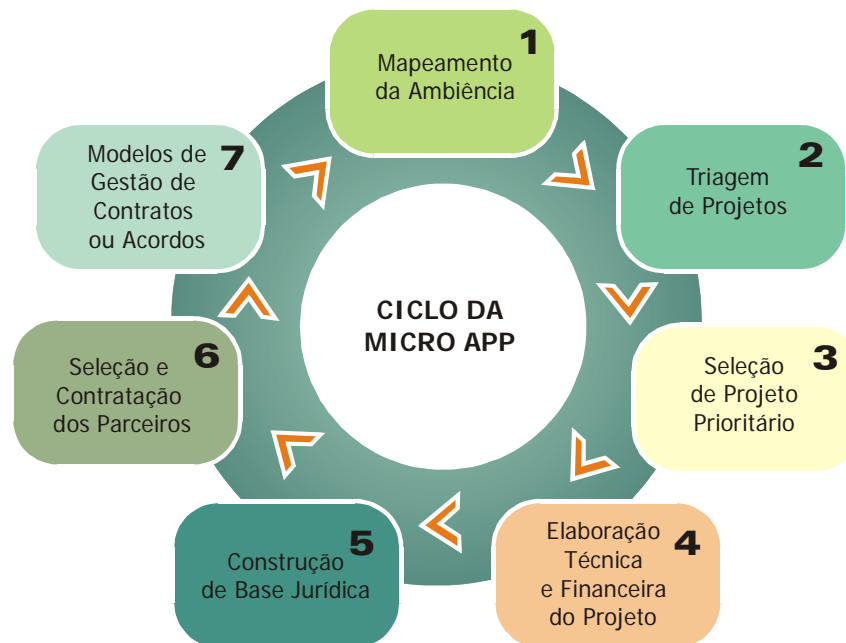 1
Mapeamento
da Ambiência
2
Triagem
de Projetos
3
Seleção
de Projeto
Prioritário
4
Elaboração
Técnica
e Financeira
do Projeto
5
Construção
de Base Jurídica
6
Seleção e
Contratação
dos Parceiros
7
Modelos de
Gestão de
Contratos
ou Acordos
CICLO DA
MICRO APP